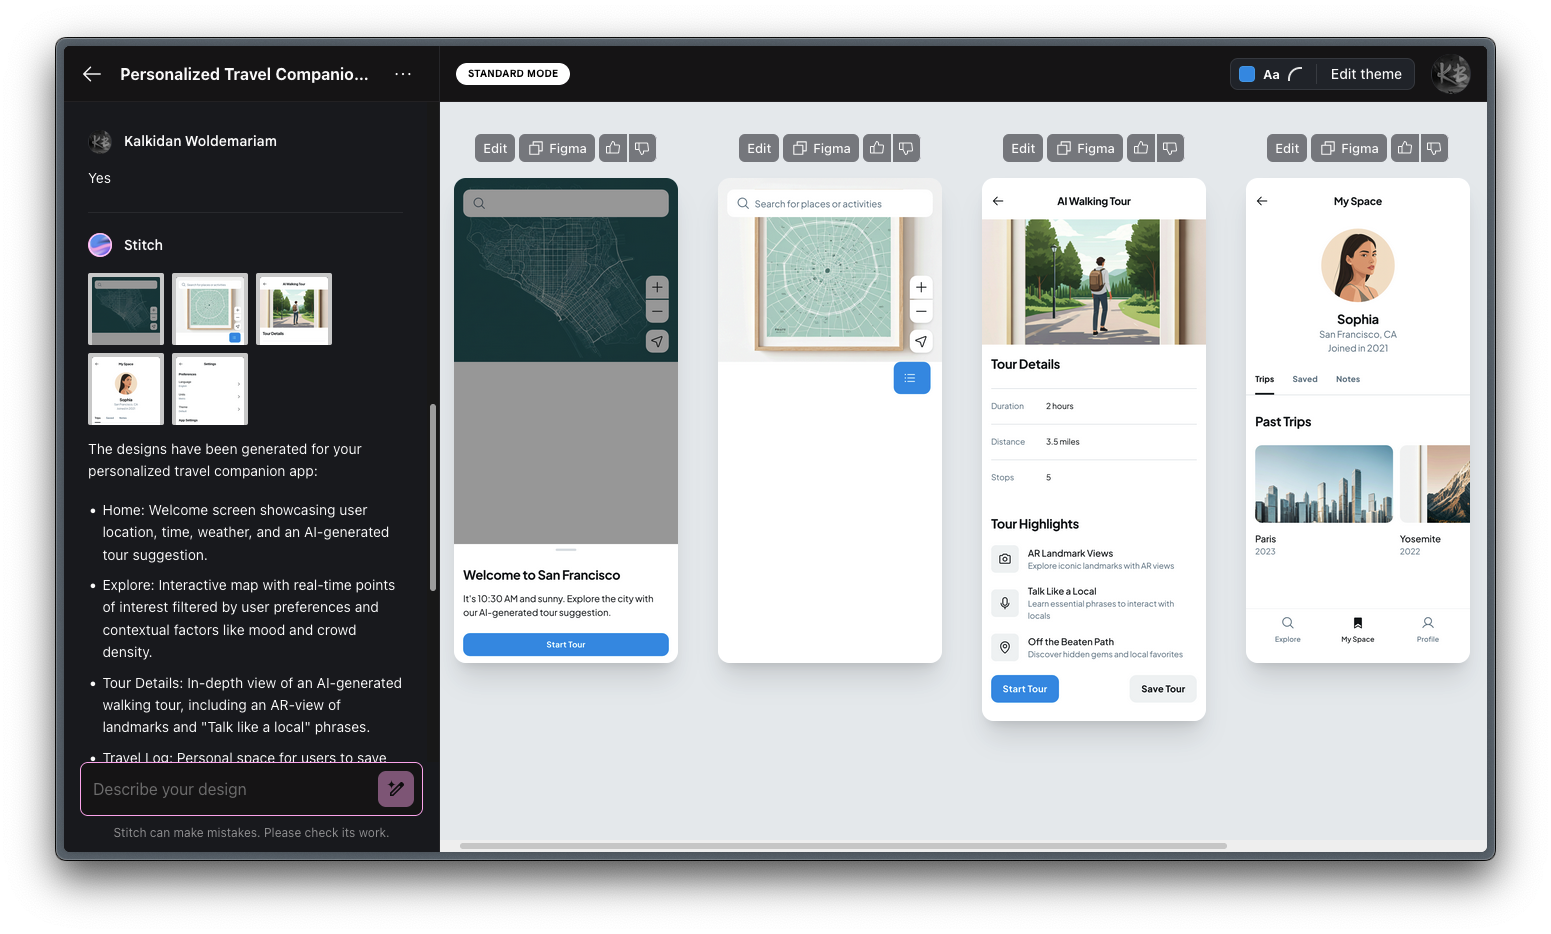 Personalized Travel Companio...
STANDARD MODE
Aa
Edit theme
Kalkidan Woldemariam
Yes
Stitch
The designs have been generated for your
personalized travel companion app:
• Home: Welcome screen showcasing user
location, time, weather, and an AI-generated
tour suggestion.
• Explore: Interactive map with real-time points
of interest filtered by user preferences and
contextual factors like mood and crowd
density.
• Tour Details: In-depth view of an AI-generated
walking tour, including an AR-view of
landmarks and "Talk like a local" phrases.
• Travel Log: Personal space for users to save
Describe your design
Stitch can make mistakes. Please check its work.
Edit
Figma
Welcome to San Francisco
It's 10:30 AM and sunny. Explore the city with
our AI-generated tour suggestion.
Start Tour
Edit
Figma
Search for places or activities
Edit
Figma
AI Walking Tour
Tour Details
Duration 2 hours
Distance 3.5 miles
Stops 5
Tour Highlights
AR Landmark Views
Explore iconic landmarks with AR views
Talk Like a Local
Learn essential phrases to interact with
locals
Off the Beaten Path
Discover hidden gems and local favorites
Start Tour
Save Tour
Edit
Figma
My Space
Sophia
San Francisco, CA
Joined in 2021
Trips Saved Notes
Past Trips
Paris
2023
Yosemite
2022
Explore
My Space
Profile